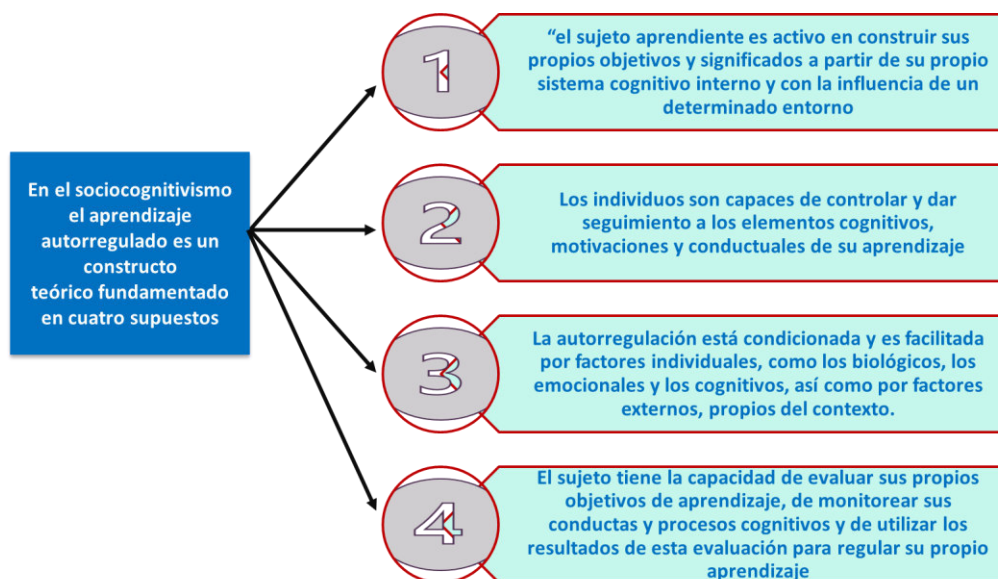 En el sociocognitivismo
el aprendizaje
autorregulado es un
constructo
teórico fundamentado
en cuatro supuestos
1
“el sujeto aprendiente es activo en construir sus
propios objetivos y significados a partir de su propio
sistema cognitivo interno y con la influencia de un
determinado entorno
2
Los individuos son capaces de controlar y dar
seguimiento a los elementos cognitivos,
motivaciones y conductuales de su aprendizaje
3
La autorregulación está condicionada y es facilitada
por factores individuales, como los biológicos, los
emocionales y los cognitivos, así como por factores
externos, propios del contexto.
4
El sujeto tiene la capacidad de evaluar sus propios
objetivos de aprendizaje, de monitorear sus
conductas y procesos cognitivos y de utilizar los
resultados de esta evaluación para regular su propio
aprendizaje